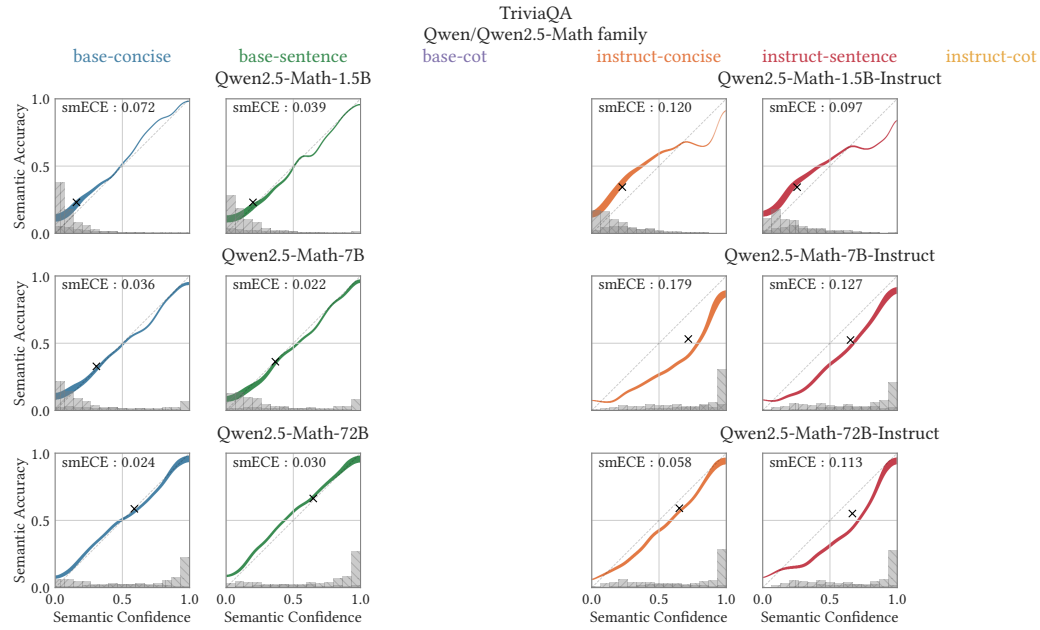 TriviaQA
Qwen/Qwen2.5-Math family
base-concise base-sentence base-cot instruct-concise instruct-sentence instruct-cot
Qwen2.5-Math-1.5B Qwen2.5-Math-1.5B-Instruct
1.0 smECE : 0.072 smECE : 0.039 smECE : 0.120 smECE : 0.097
Semantic Accuracy
0.5
0.0
Qwen2.5-Math-7B Qwen2.5-Math-7B-Instruct
1.0 smECE : 0.036 smECE : 0.022 smECE : 0.179 smECE : 0.127
Semantic Accuracy
0.5
0.0
Qwen2.5-Math-72B Qwen2.5-Math-72B-Instruct
1.0 smECE : 0.024 smECE : 0.030 smECE : 0.058 smECE : 0.113
Semantic Accuracy
0.5
0.0
0.0 0.5 1.0 0.0 0.5 1.0 0.0 0.5 1.0 0.0 0.5 1.0
Semantic Confidence Semantic Confidence Semantic Confidence Semantic Confidence